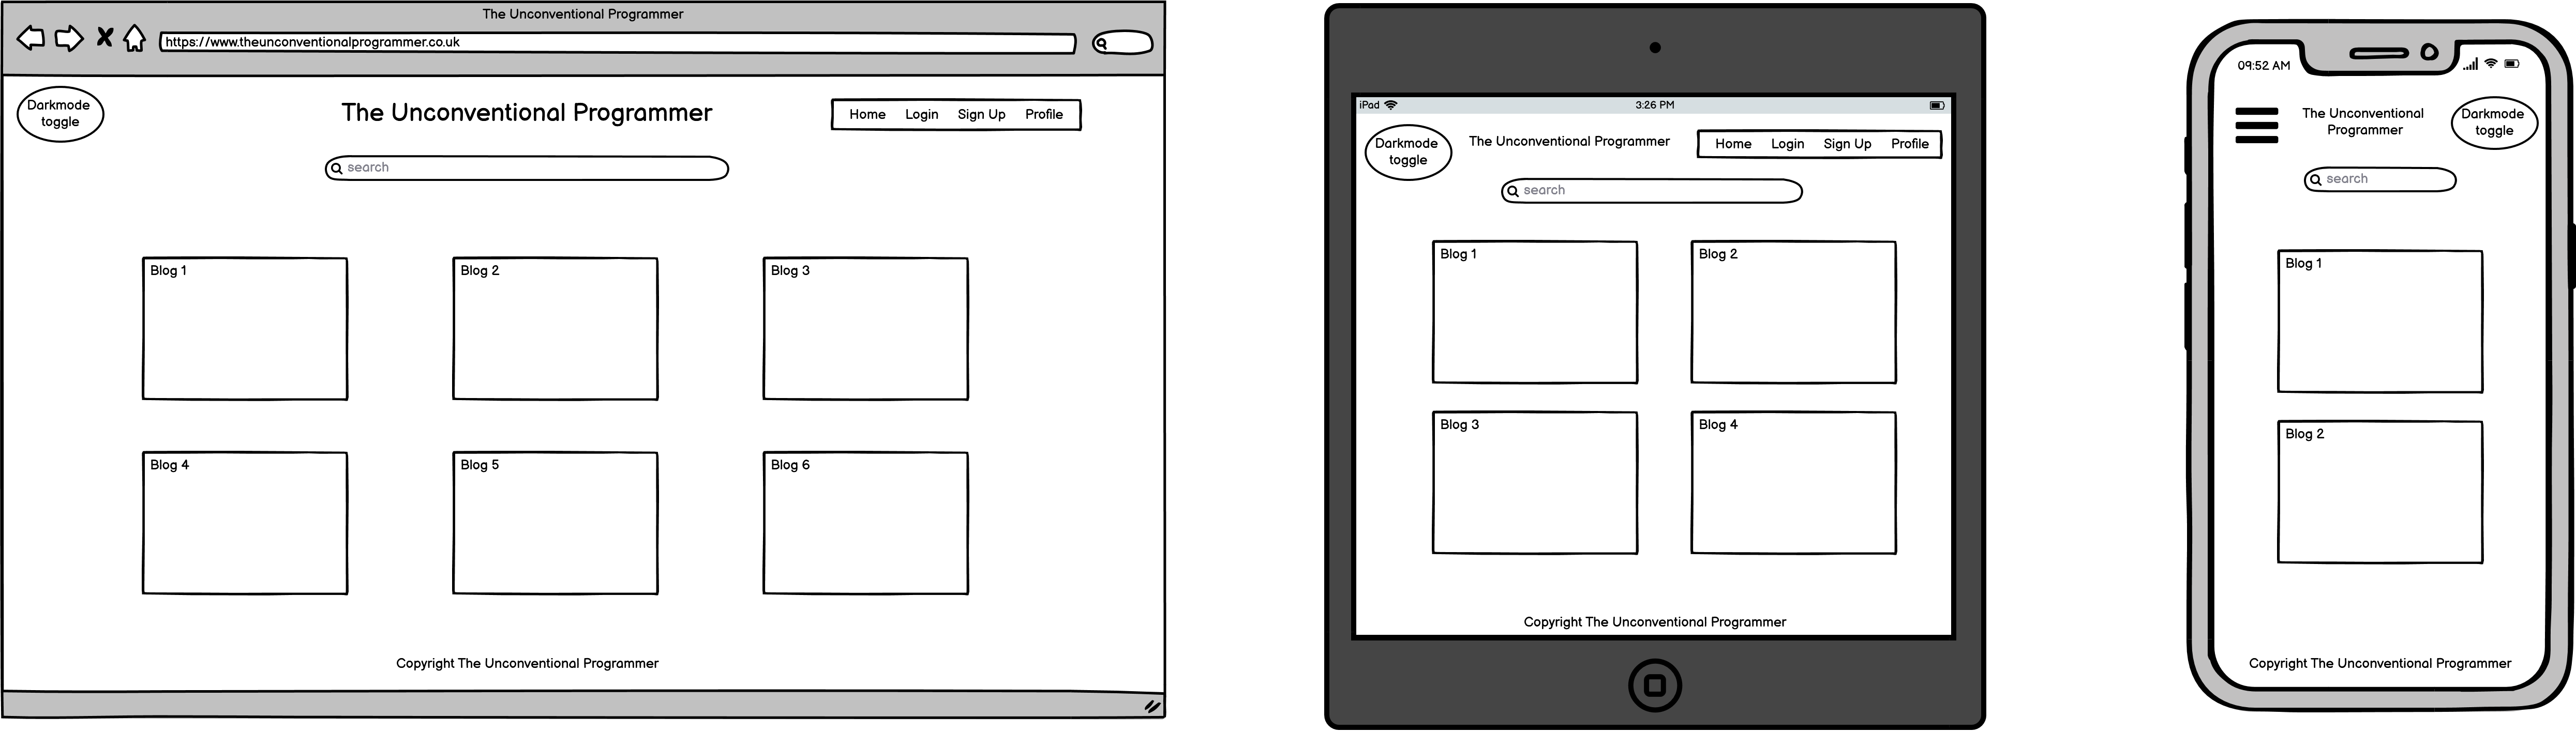 The Unconventional Programmer
https://www.theunconventionalprogrammer.co.uk
Darkmode
toggle
The Unconventional Programmer
Home Login Sign Up Profile
search
Blog 1 Blog 2 Blog 3
Blog 4 Blog 5 Blog 6
Copyright The Unconventional Programmer
iPad 3:26 PM
Darkmode
toggle
The Unconventional Programmer
Home Login Sign Up Profile
search
Blog 1 Blog 2
Blog 3 Blog 4
Copyright The Unconventional Programmer
09:52 AM
The Unconventional
Programmer
Darkmode
toggle
search
Blog 1
Blog 2
Copyright The Unconventional Programmer